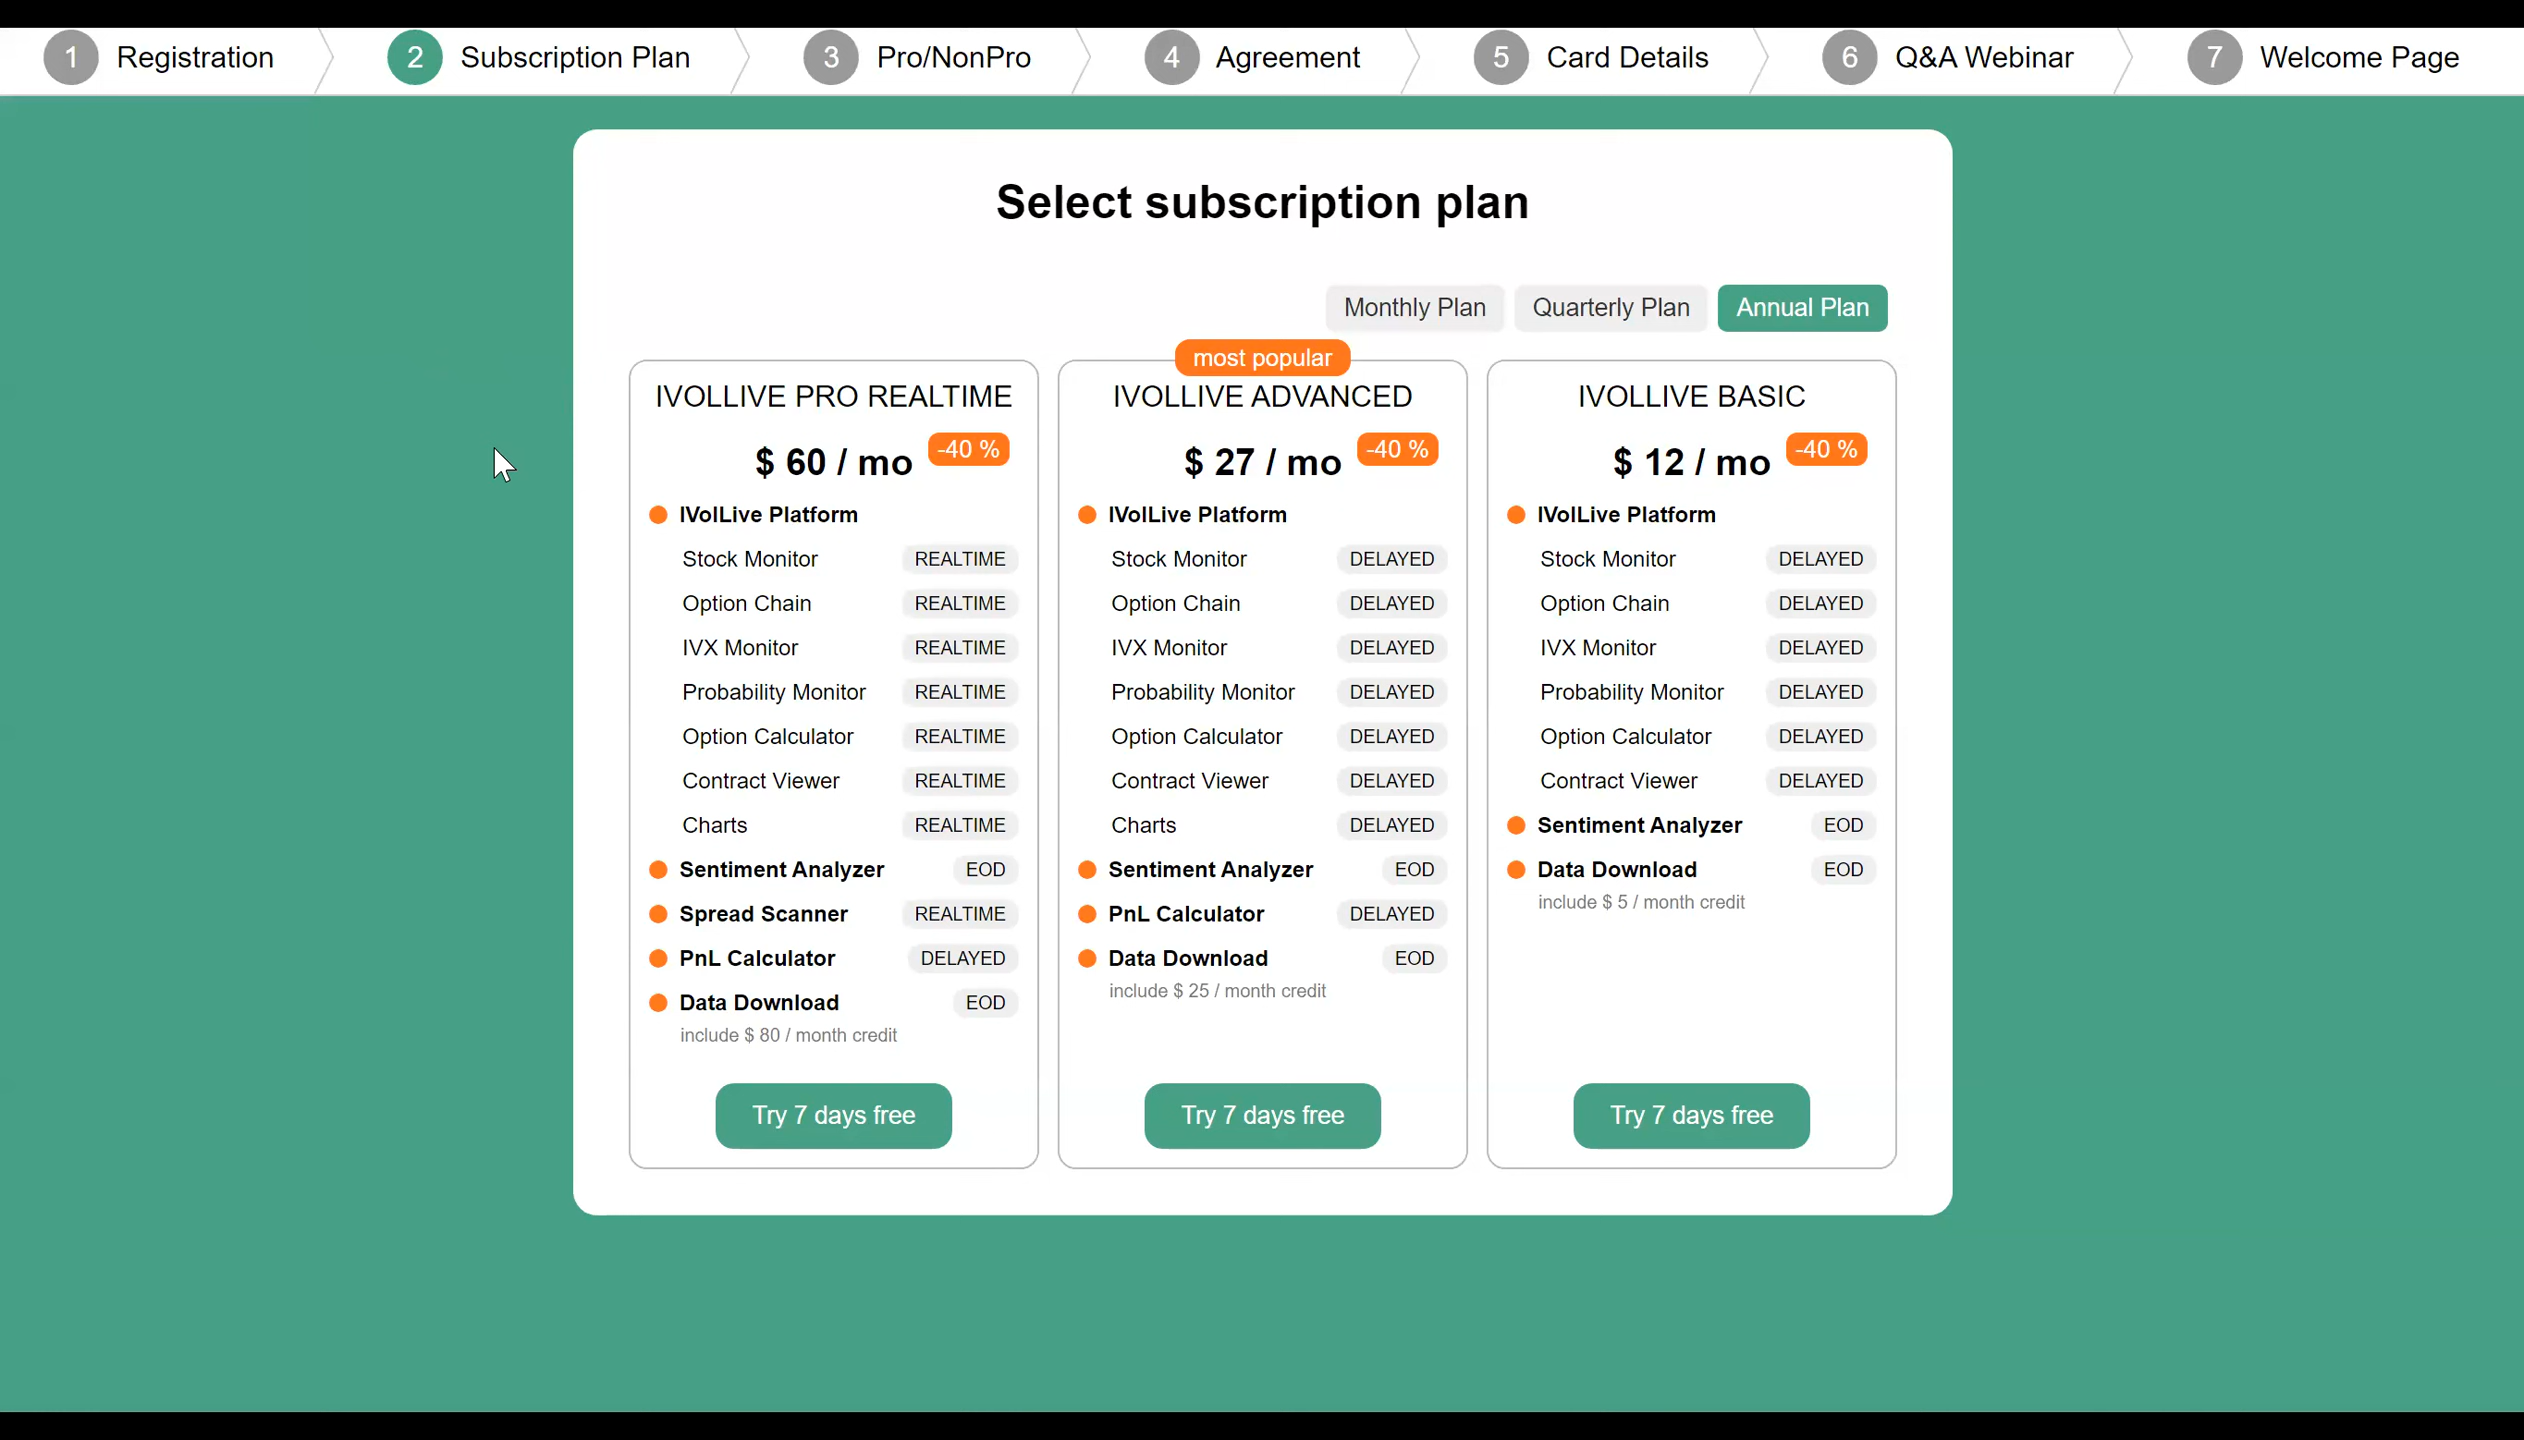 1 Registration
2 Subscription Plan
3 Pro/NonPro
4 Agreement
5 Card Details
6 Q&A Webinar
7 Welcome Page
Select subscription plan
Monthly Plan
Quarterly Plan
Annual Plan
IVOLLIVE PRO REALTIME
$ 60 / mo -40 %
IVolLive Platform
Stock Monitor REALTIME
Option Chain REALTIME
IVX Monitor REALTIME
Probability Monitor REALTIME
Option Calculator REALTIME
Contract Viewer REALTIME
Charts REALTIME
Sentiment Analyzer EOD
Spread Scanner REALTIME
PnL Calculator DELAYED
Data Download EOD
include $ 80 / month credit
Try 7 days free
most popular
IVOLLIVE ADVANCED
$ 27 / mo -40 %
IVolLive Platform
Stock Monitor DELAYED
Option Chain DELAYED
IVX Monitor DELAYED
Probability Monitor DELAYED
Option Calculator DELAYED
Contract Viewer DELAYED
Charts DELAYED
Sentiment Analyzer EOD
PnL Calculator DELAYED
Data Download EOD
include $ 25 / month credit
Try 7 days free
IVOLLIVE BASIC
$ 12 / mo -40 %
IVolLive Platform
Stock Monitor DELAYED
Option Chain DELAYED
IVX Monitor DELAYED
Probability Monitor DELAYED
Option Calculator DELAYED
Contract Viewer DELAYED
Sentiment Analyzer EOD
Data Download EOD
include $ 5 / month credit
Try 7 days free